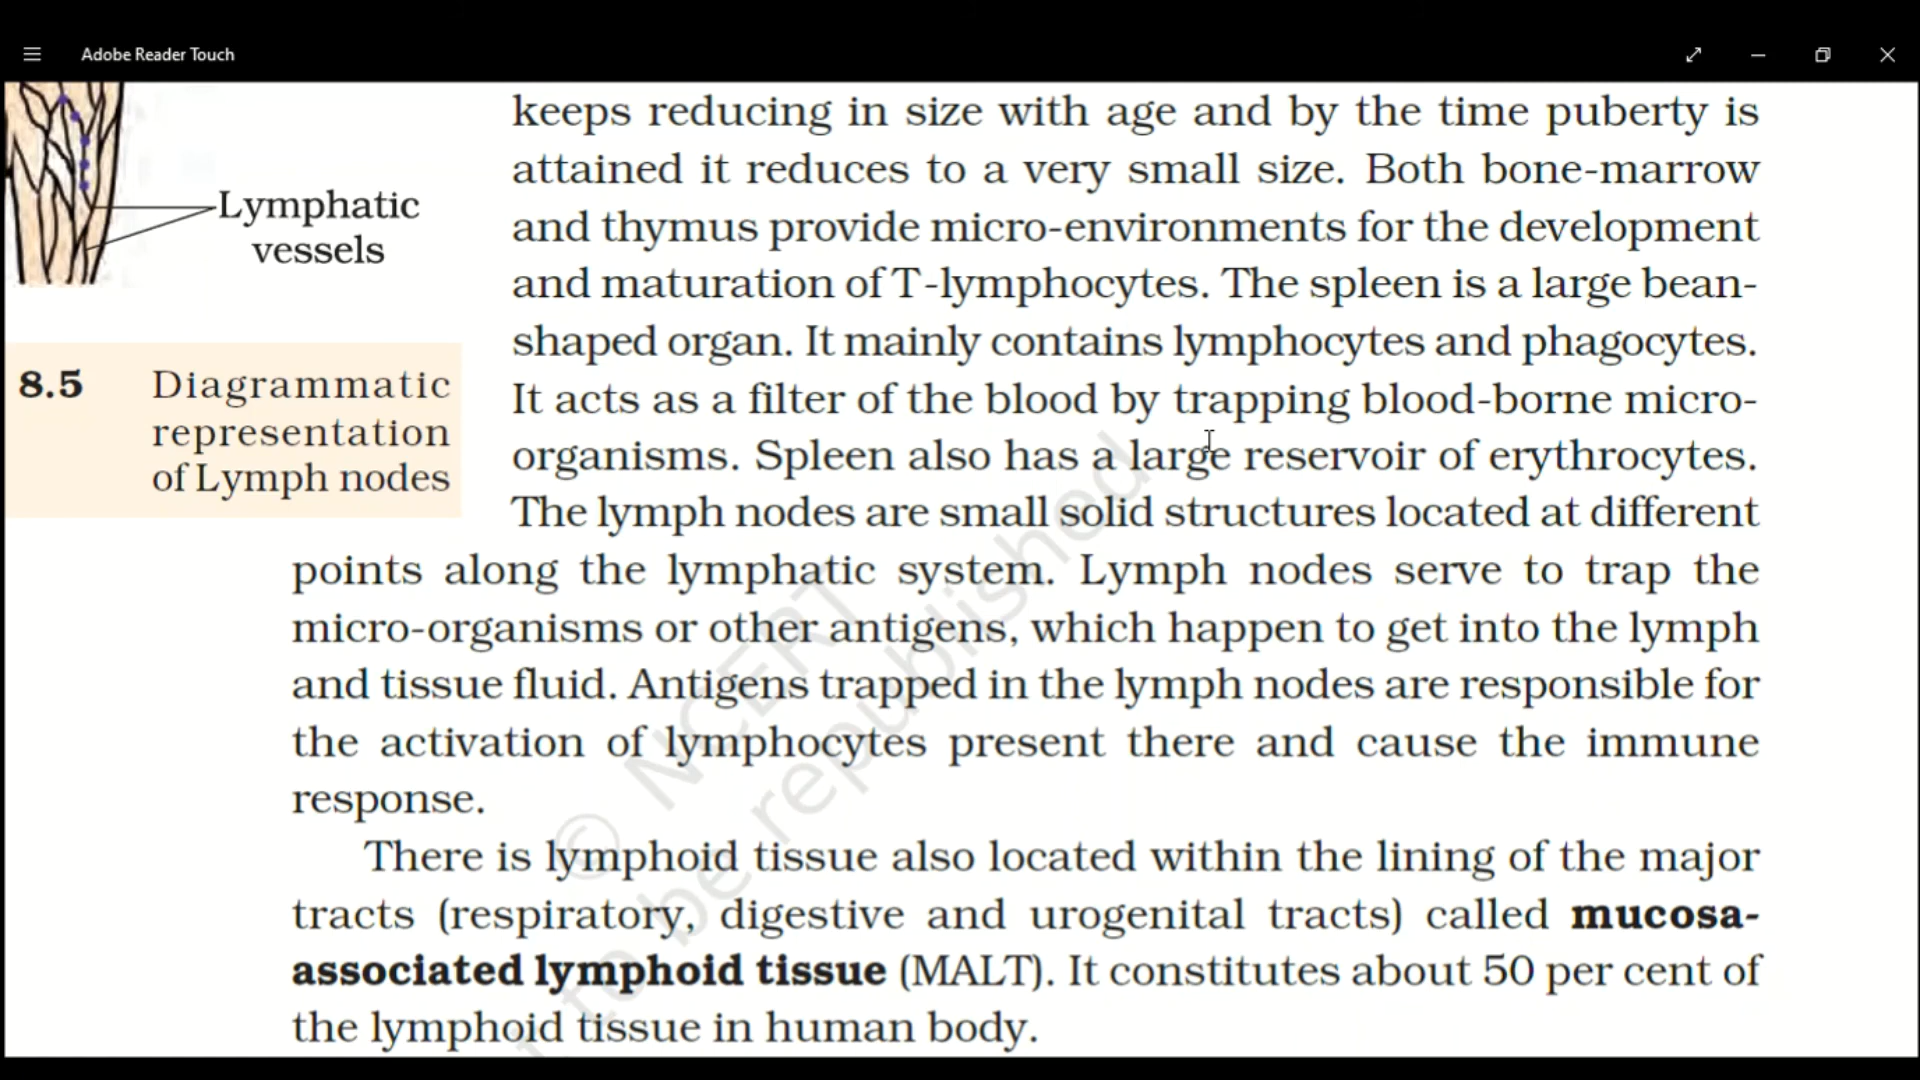 Adobe Reader Touch
keeps reducing in size with age and by the time puberty is
attained it reduces to a very small size. Both bone-marrow
and thymus provide micro-environments for the development
and maturation of T-lymphocytes. The spleen is a large bean-
shaped organ. It mainly contains lymphocytes and phagocytes.
It acts as a filter of the blood by trapping blood-borne micro-
organisms. Spleen also has a large reservoir of erythrocytes.
The lymph nodes are small solid structures located at different
points along the lymphatic system. Lymph nodes serve to trap the
micro-organisms or other antigens, which happen to get into the lymph
and tissue fluid. Antigens trapped in the lymph nodes are responsible for
the activation of lymphocytes present there and cause the immune
response.
There is lymphoid tissue also located within the lining of the major
tracts (respiratory, digestive and urogenital tracts) called mucosa-
associated lymphoid tissue (MALT). It constitutes about 50 per cent of
the lymphoid tissue in human body.
Lymphatic
vessels
8.5 Diagrammatic
representation
of Lymph nodes
© NCERT
to be republished